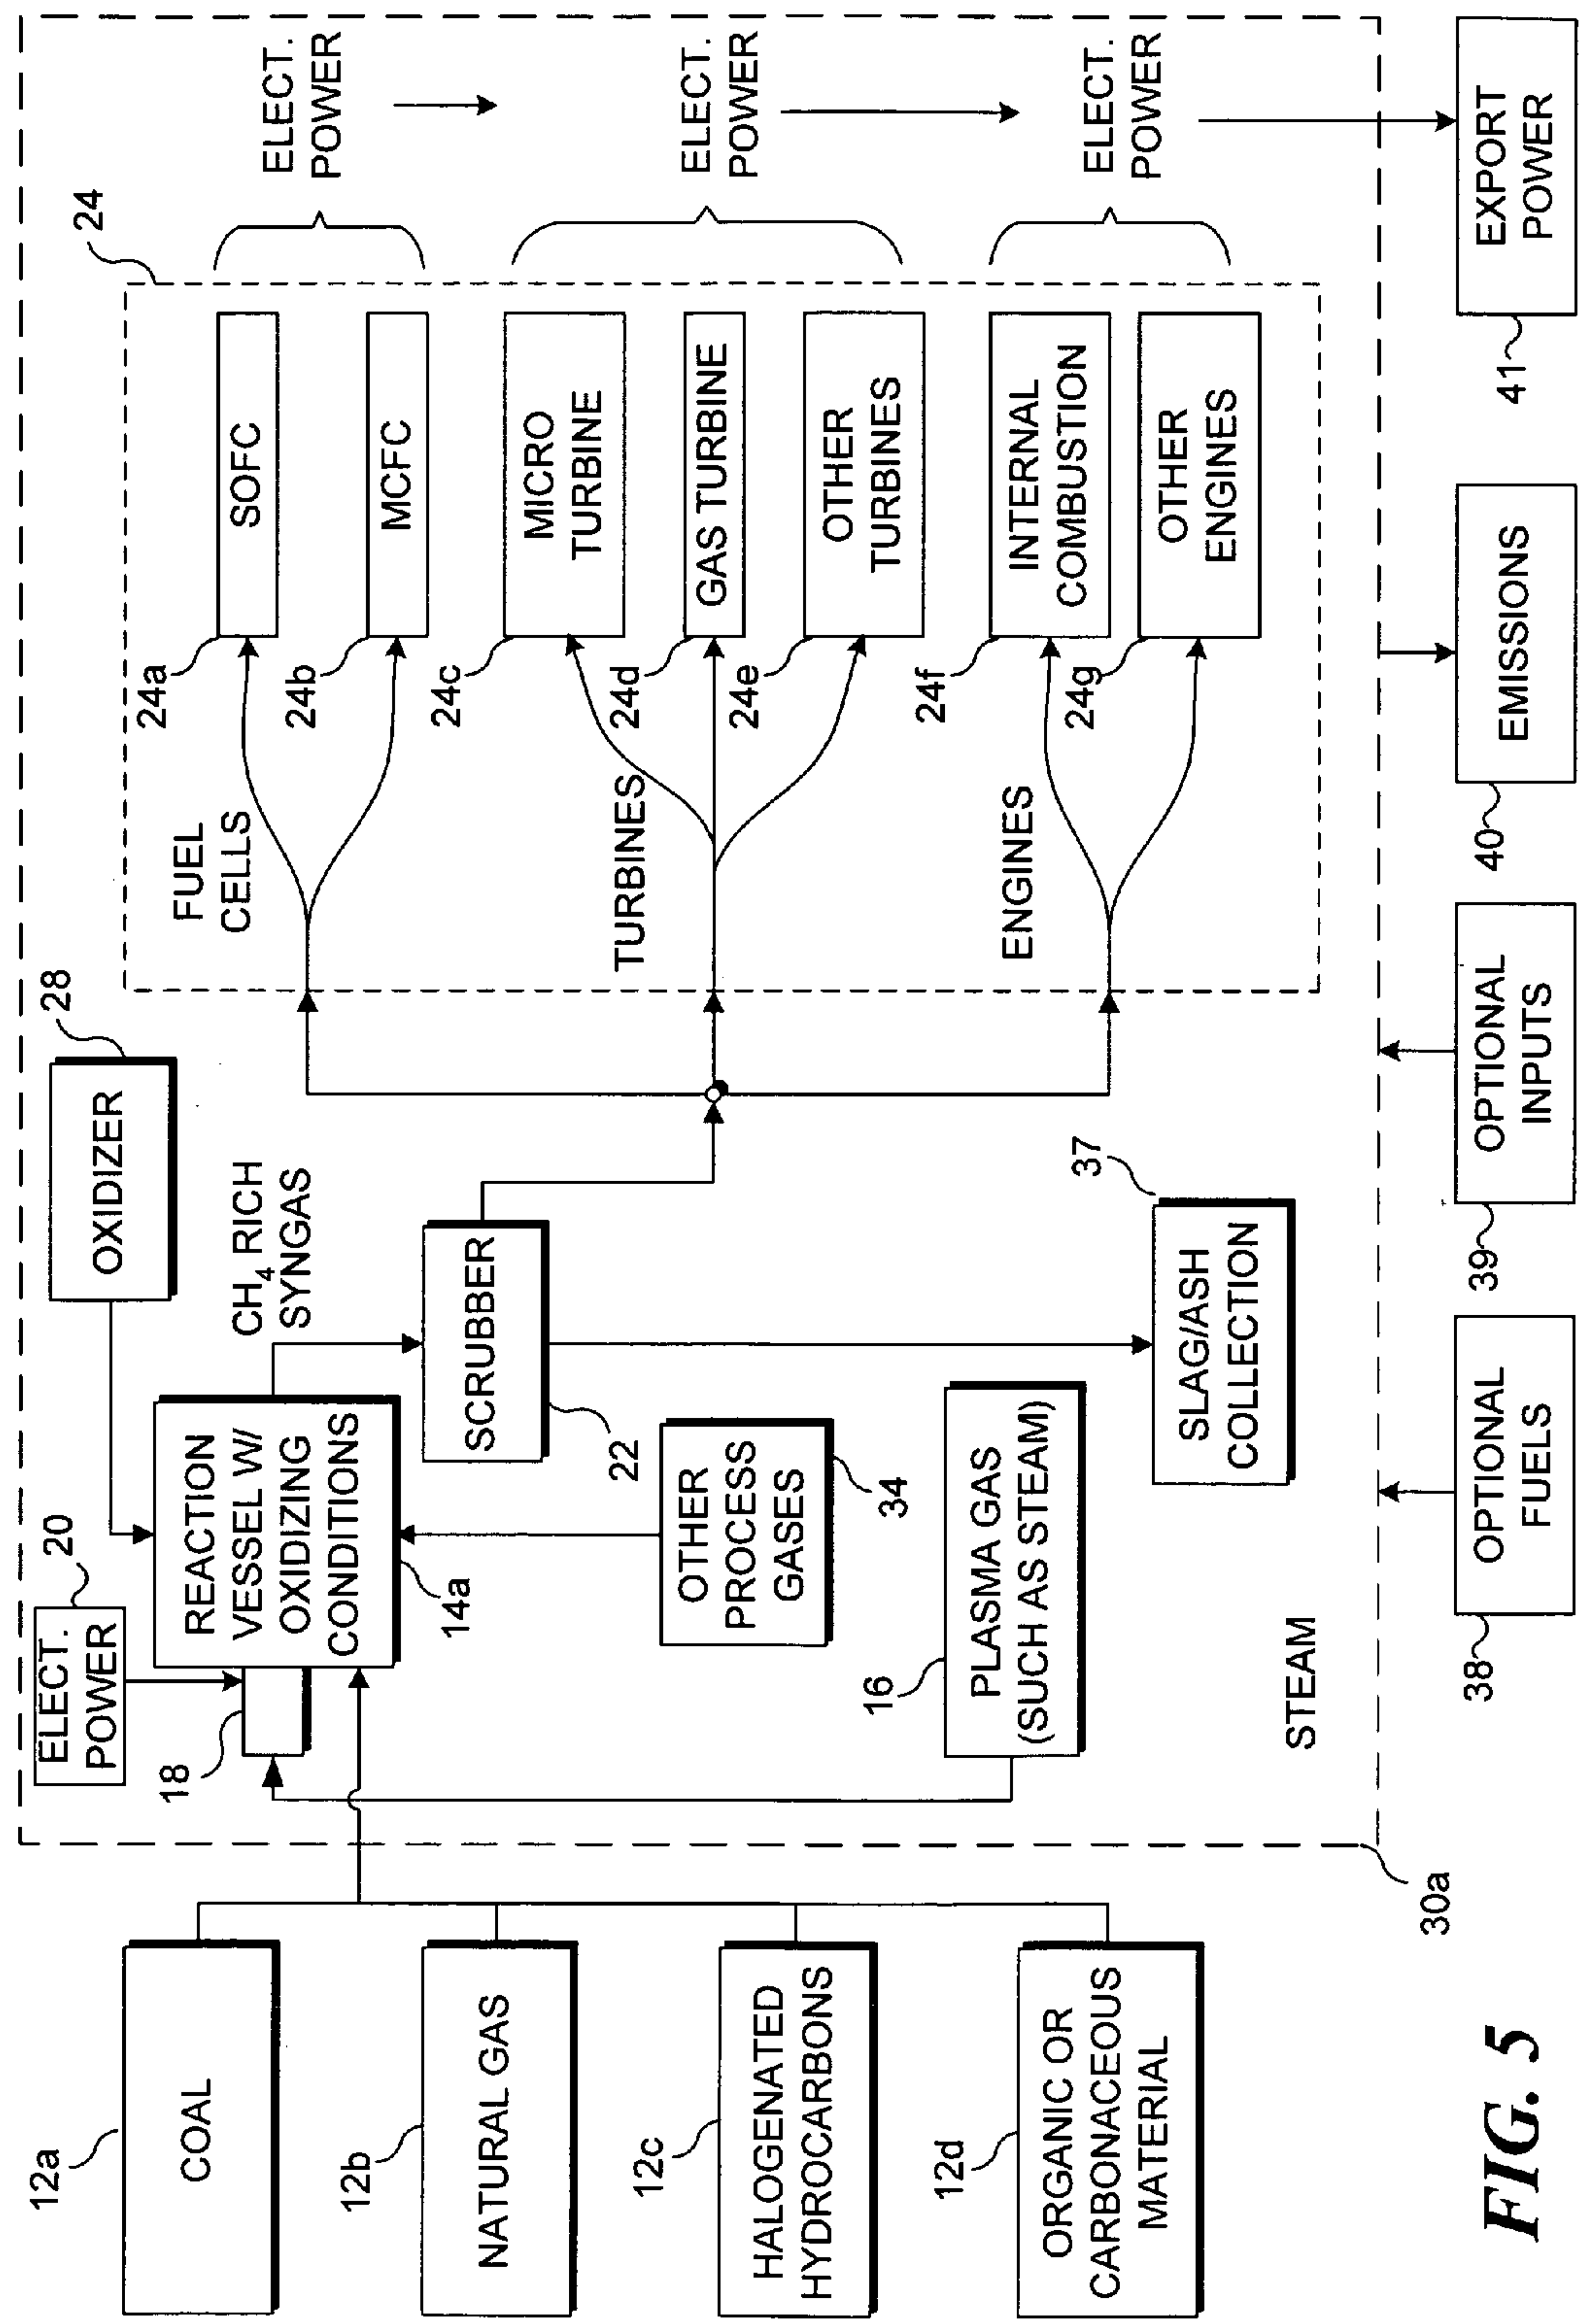 12a
COAL
12b
NATURAL GAS
12c
HALOGENATED
HYDROCARBONS
12d
ORGANIC OR
CARBONACEOUS
MATERIAL
ELECT.
POWER
20
18
REACTION
VESSEL W/
OXIDIZING
CONDITIONS
14a
OXIDIZER
28
CH4 RICH
SYNGAS
SCRUBBER
22
OTHER
PROCESS
GASES
34
16
PLASMA GAS
(SUCH AS STEAM)
SLAG/ASH
COLLECTION
37
STEAM
30a
24
FUEL
CELLS
24a
SOFC
24b
MCFC
TURBINES
24c
MICRO
TURBINE
24d
GAS TURBINE
24e
OTHER
TURBINES
ENGINES
24f
INTERNAL
COMBUSTION
24g
OTHER
ENGINES
ELECT.
POWER
ELECT.
POWER
ELECT.
POWER
OPTIONAL
FUELS
38
OPTIONAL
INPUTS
39
EMISSIONS
40
EXPORT
POWER
41
FIG. 5